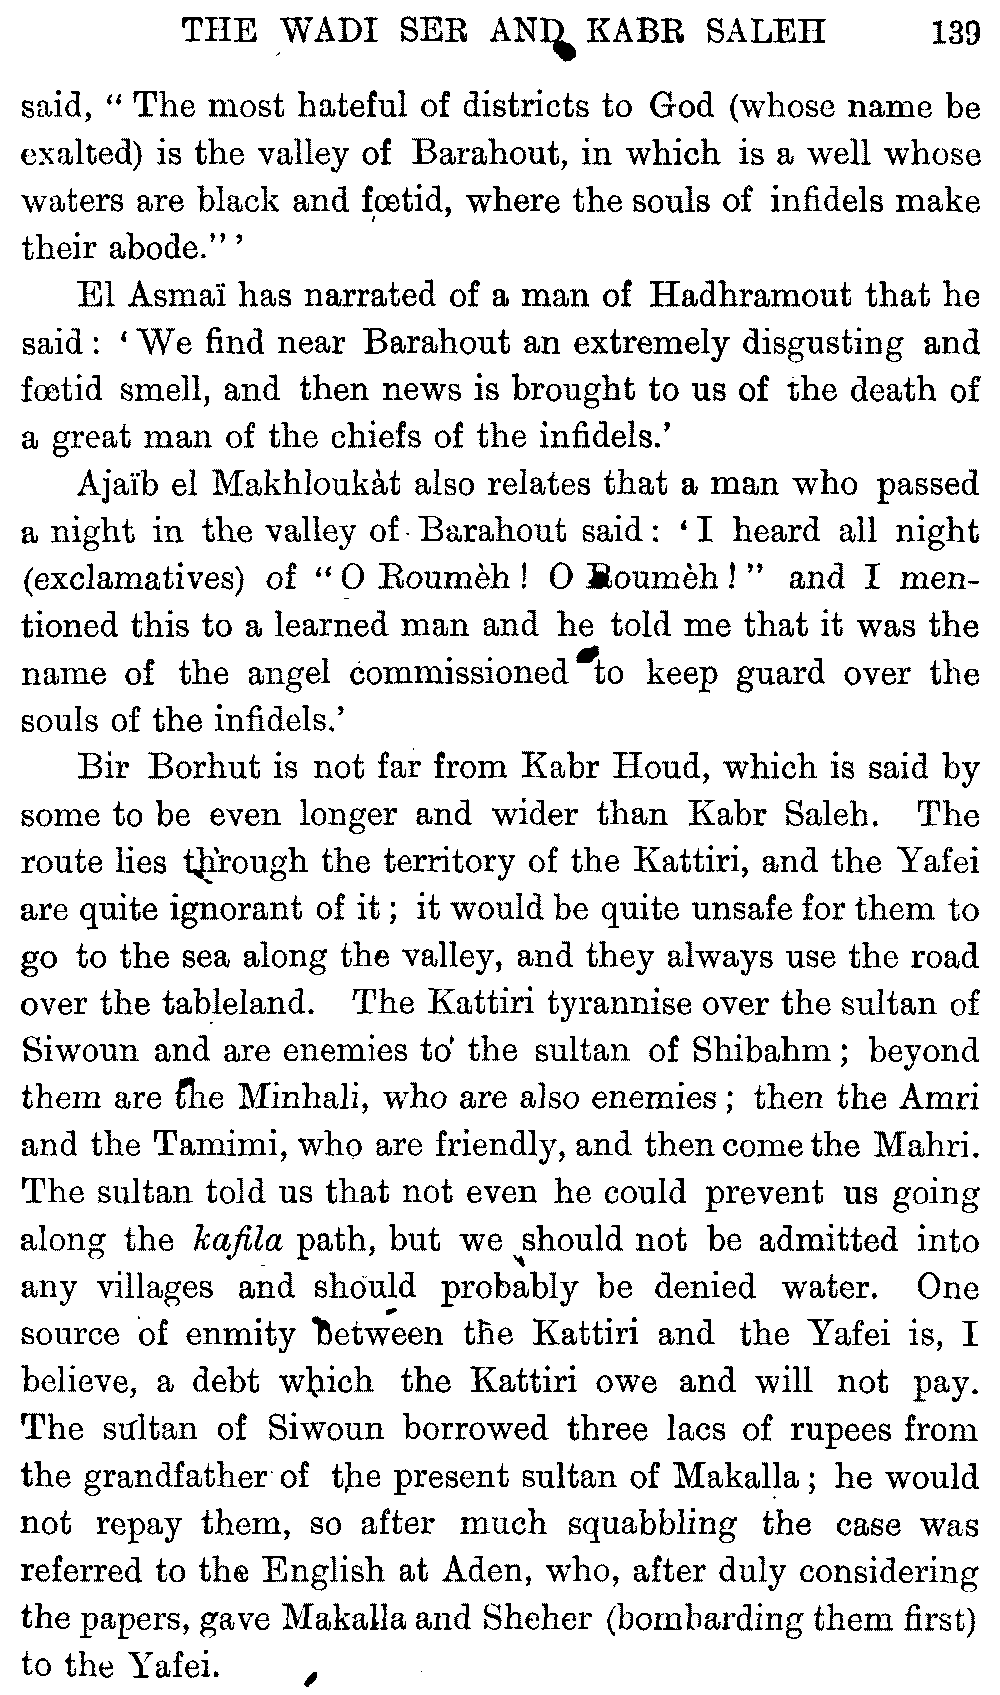 THE WADI SER AND KABR SALEH 139
said, “ The most hateful of districts to God (whose name be
exalted) is the valley of Barahout, in which is a well whose
waters are black and fœtid, where the souls of infidels make
their abode.” ’
El Asmaï has narrated of a man of Hadhramout that he
said : ‘ We find near Barahout an extremely disgusting and
fœtid smell, and then news is brought to us of the death of
a great man of the chiefs of the infidels.’
Ajaïb el Makhloukàt also relates that a man who passed
a night in the valley of Barahout said : ‘ I heard all night
(exclamatives) of “ O Roumèh ! O Roumèh ! ” and I men-
tioned this to a learned man and he told me that it was the
name of the angel commissioned to keep guard over the
souls of the infidels.’
Bir Borhut is not far from Kabr Houd, which is said by
some to be even longer and wider than Kabr Saleh. The
route lies through the territory of the Kattiri, and the Yafei
are quite ignorant of it ; it would be quite unsafe for them to
go to the sea along the valley, and they always use the road
over the tableland. The Kattiri tyrannise over the sultan of
Siwoun and are enemies to the sultan of Shibahm ; beyond
them are the Minhali, who are also enemies ; then the Amri
and the Tamimi, who are friendly, and then come the Mahri.
The sultan told us that not even he could prevent us going
along the kafila path, but we should not be admitted into
any villages and should probably be denied water. One
source of enmity between the Kattiri and the Yafei is, I
believe, a debt which the Kattiri owe and will not pay.
The sultan of Siwoun borrowed three lacs of rupees from
the grandfather of the present sultan of Makalla ; he would
not repay them, so after much squabbling the case was
referred to the English at Aden, who, after duly considering
the papers, gave Makalla and Sheher (bombarding them first)
to the Yafei.